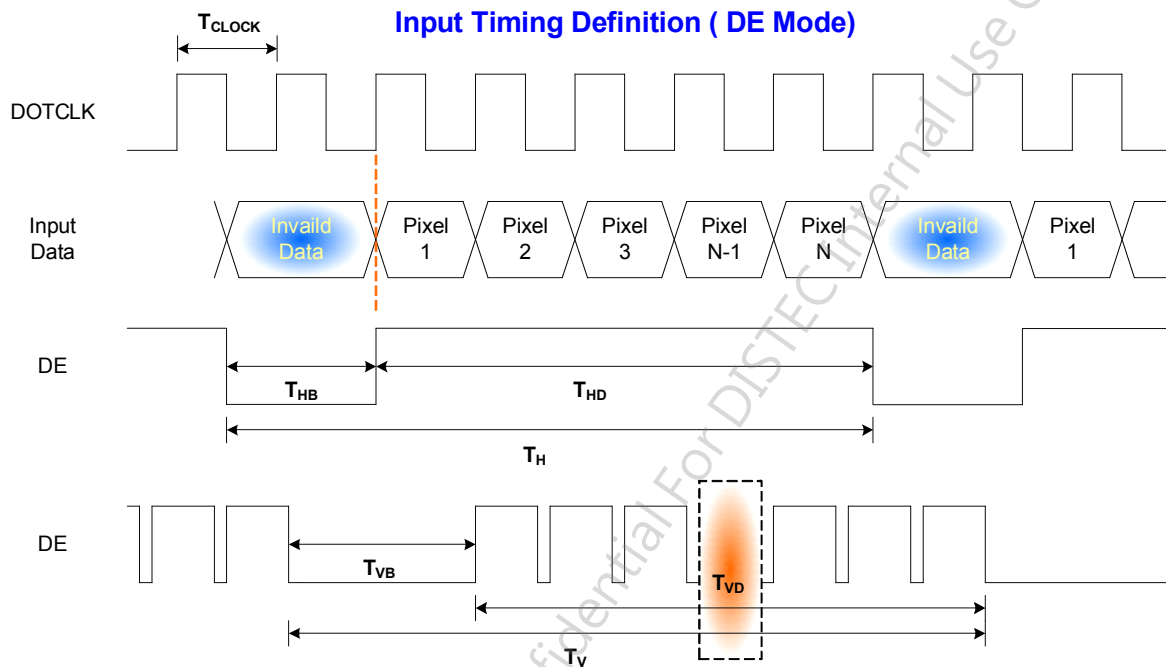 Input Timing Definition ( DE Mode)
TCLOCK
DOTCLK
Input
Data
Invaild
Data
Pixel
1
Pixel
2
Pixel
3
Pixel
N-1
Pixel
N
Invaild
Data
Pixel
1
DE
THB
THD
TH
DE
TVB
TVD
TV
nfidential For DISTEC Internal Use O